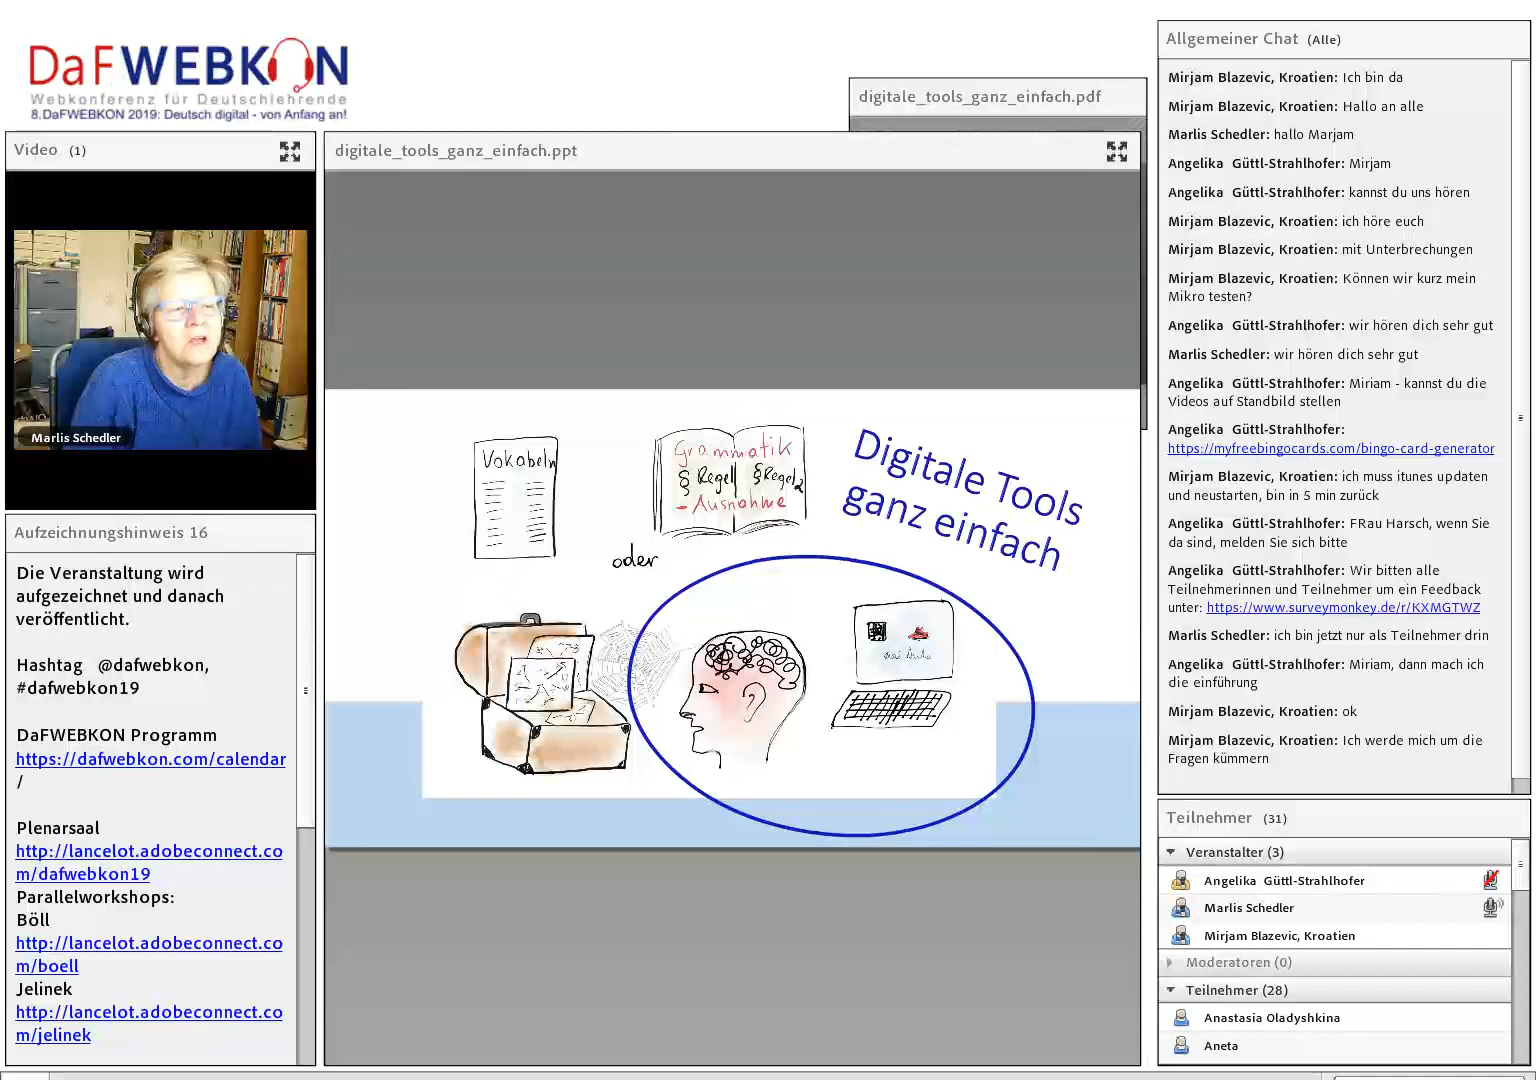 DaFWEBKON
Webkonferenz für Deutschlehrende
8.DaFWEBKON 2019: Deutsch digital - von Anfang an!
Video (1)
Marlis Schedler
Aufzeichnungshinweis 16
Die Veranstaltung wird
aufgezeichnet und danach
veröffentlicht.
Hashtag @dafwebkon,
#dafwebkon19
DaFWEBKON Programm
https://dafwebkon.com/calendar
/
Plenarsaal
http://lancelot.adobeconnect.co
m/dafwebkon19
Parallelworkshops:
Böll
http://lancelot.adobeconnect.co
m/boell
Jelinek
http://lancelot.adobeconnect.co
m/jelinek
digitale_tools_ganz_einfach.pdf
digitale_tools_ganz_einfach.ppt
Vokabeln
Grammatik
§ Regel1 §Regel2
- Ausnahme
oder
Digitale Tools
ganz einfach
Allgemeiner Chat (Alle)
Mirjam Blazevic, Kroatien: Ich bin da
Mirjam Blazevic, Kroatien: Hallo an alle
Marlis Schedler: hallo Marjam
Angelika Güttl-Strahlhofer: Mirjam
Angelika Güttl-Strahlhofer: kannst du uns hören
Mirjam Blazevic, Kroatien: ich höre euch
Mirjam Blazevic, Kroatien: mit Unterbrechungen
Mirjam Blazevic, Kroatien: Können wir kurz mein
Mikro testen?
Angelika Güttl-Strahlhofer: wir hören dich sehr gut
Marlis Schedler: wir hören dich sehr gut
Angelika Güttl-Strahlhofer: Miriam - kannst du die
Videos auf Standbild stellen
Angelika Güttl-Strahlhofer:
https://myfreebingocards.com/bingo-card-generator
Mirjam Blazevic, Kroatien: ich muss itunes updaten
und neustarten, bin in 5 min zurück
Angelika Güttl-Strahlhofer: FRau Harsch, wenn Sie
da sind, melden Sie sich bitte
Angelika Güttl-Strahlhofer: Wir bitten alle
Teilnehmerinnen und Teilnehmer um ein Feedback
unter: https://www.surveymonkey.de/r/KXMGTWZ
Marlis Schedler: ich bin jetzt nur als Teilnehmer drin
Angelika Güttl-Strahlhofer: Miriam, dann mach ich
die einführung
Mirjam Blazevic, Kroatien: ok
Mirjam Blazevic, Kroatien: Ich werde mich um die
Fragen kümmern
Teilnehmer (31)
Veranstalter (3)
Angelika Güttl-Strahlhofer
Marlis Schedler
Mirjam Blazevic, Kroatien
Moderatoren (0)
Teilnehmer (28)
Anastasia Oladyshkina
Aneta